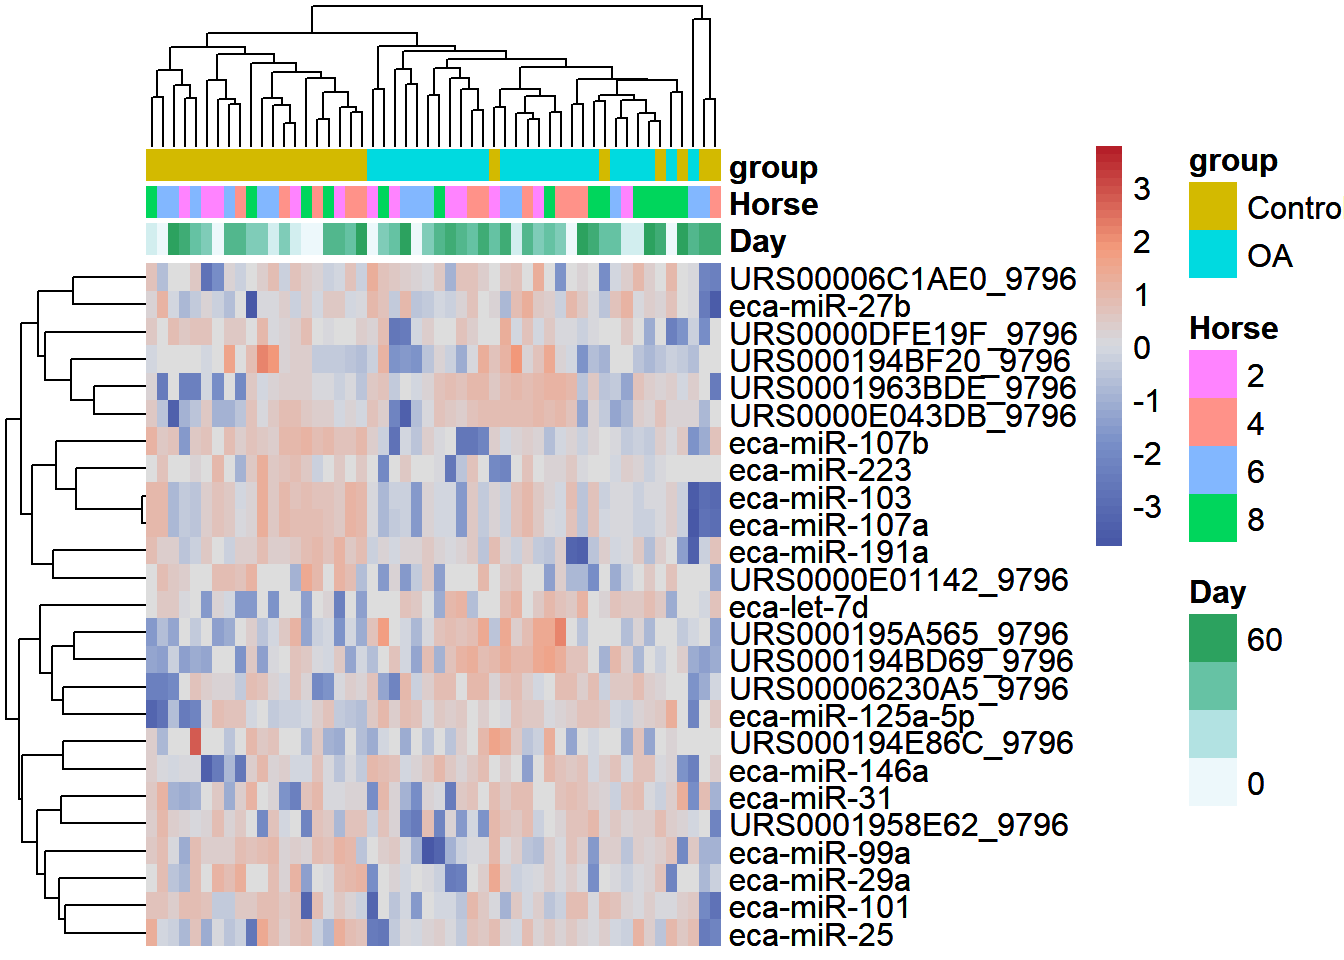 group
Horse
Day
URS00006C1AE0_9796
eca-miR-27b
URS0000DFE19F_9796
URS000194BF20_9796
URS0001963BDE_9796
URS0000E043DB_9796
eca-miR-107b
eca-miR-223
eca-miR-103
eca-miR-107a
eca-miR-191a
URS0000E01142_9796
eca-let-7d
URS000195A565_9796
URS000194BD69_9796
URS00006230A5_9796
eca-miR-125a-5p
URS000194E86C_9796
eca-miR-146a
eca-miR-31
URS0001958E62_9796
eca-miR-99a
eca-miR-29a
eca-miR-101
eca-miR-25
3
2
1
0
-1
-2
-3
group
Contro
OA
Horse
2
4
6
8
Day
60
0